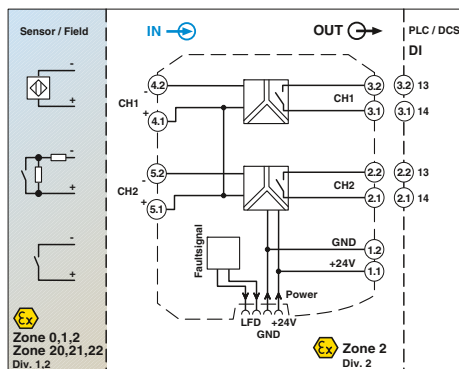 Sensor / Field
IN
OUT
PLC / DCS
DI
-
+
4.2
-
CH1
+
4.1
3.2
CH1
3.1
3.2 13
3.1 14
-
+
5.2
-
CH2
+
5.1
2.2
CH2
2.1
2.2 13
2.1 14
-
+
Faultsignal
GND
1.2
+24V
1.1
Power
LFD
+24V
GND
Ex
Zone 0,1,2
Zone 20,21,22
Div. 1,2
Ex
Zone 2
Div. 2